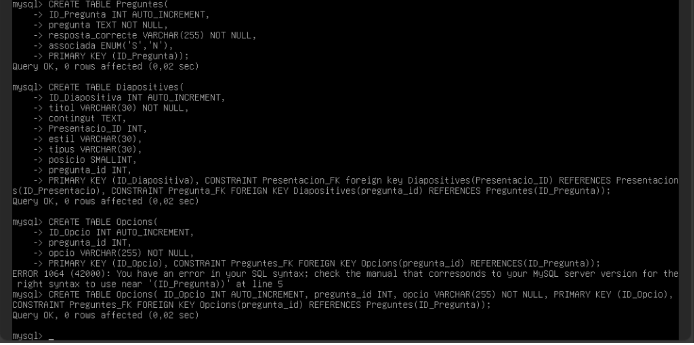 mysql> CREATE TABLE Preguntes(
-> ID_Pregunta INT AUTO_INCREMENT,
-> pregunta TEXT NOT NULL,
-> resposta_correcte VARCHAR(255) NOT NULL,
-> associada ENUM('S','N'),
-> PRIMARY KEY (ID_Pregunta));
Query OK, 0 rows affected (0,02 sec)
mysql> CREATE TABLE Diapositives(
-> ID_Diapositiva INT AUTO_INCREMENT,
-> titol VARCHAR(30) NOT NULL,
-> contingut TEXT,
-> Presentacio_ID INT,
-> estil VARCHAR(30),
-> tipus VARCHAR(30),
-> posicio SMALLINT,
-> pregunta_id INT,
-> PRIMARY KEY (ID_Diapositiva), CONSTRAINT Presentacion_FK foreign key Diapositives(Presentacio_ID) REFERENCES Presentacion
s(ID_Presentacio), CONSTRAINT Pregunta_FK FOREIGN KEY Diapositives(pregunta_id) REFERENCES Preguntes(ID_Pregunta));
Query OK, 0 rows affected (0,02 sec)
mysql> CREATE TABLE Opcions(
-> ID_Opcio INT AUTO_INCREMENT,
-> pregunta_id INT,
-> opcio VARCHAR(255) NOT NULL,
-> PRIMARY KEY (ID_Opcio), CONSTRAINT Preguntes_FK FOREIGN KEY Opcions(pregunta_id) REFERENCES(ID_Pregunta));
ERROR 1064 (42000): You have an error in your SQL syntax; check the manual that corresponds to your MySQL server version for the
right syntax to use near '(ID_Pregunta))' at line 5
mysql> CREATE TABLE Opcions( ID_Opcio INT AUTO_INCREMENT, pregunta_id INT, opcio VARCHAR(255) NOT NULL, PRIMARY KEY (ID_Opcio),
CONSTRAINT Preguntes_FK FOREIGN KEY Opcions(pregunta_id) REFERENCES Preguntes(ID_Pregunta));
Query OK, 0 rows affected (0,02 sec)
mysql> _